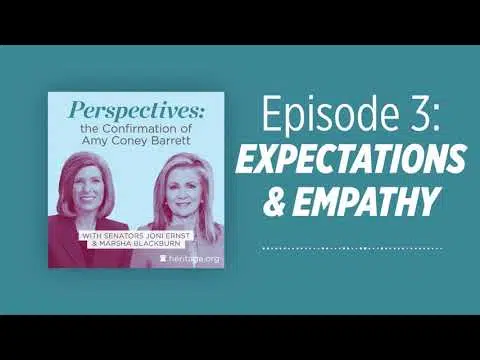 Perspectives:
the Confirmation of
Amy Coney Barrett
WITH SENATORS JONI ERNST
& MARSHA BLACKBURN
heritage.org
Episode 3:
EXPECTATIONS
& EMPATHY